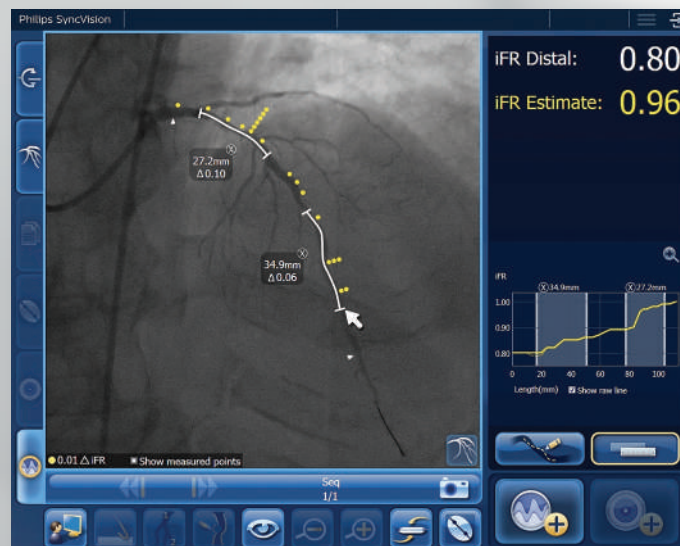 Philips SyncVision
iFR Distal: 0.80
iFR Estimate: 0.96
27.2mm
Δ0.10
34.9mm
Δ0.06
iFR
34.9mm 27.2mm
1.00
0.90
0.80
0 20 40 60 80 100
Length(mm) Show raw line
0.01 Δ iFR Show measured points
Seq
1/1